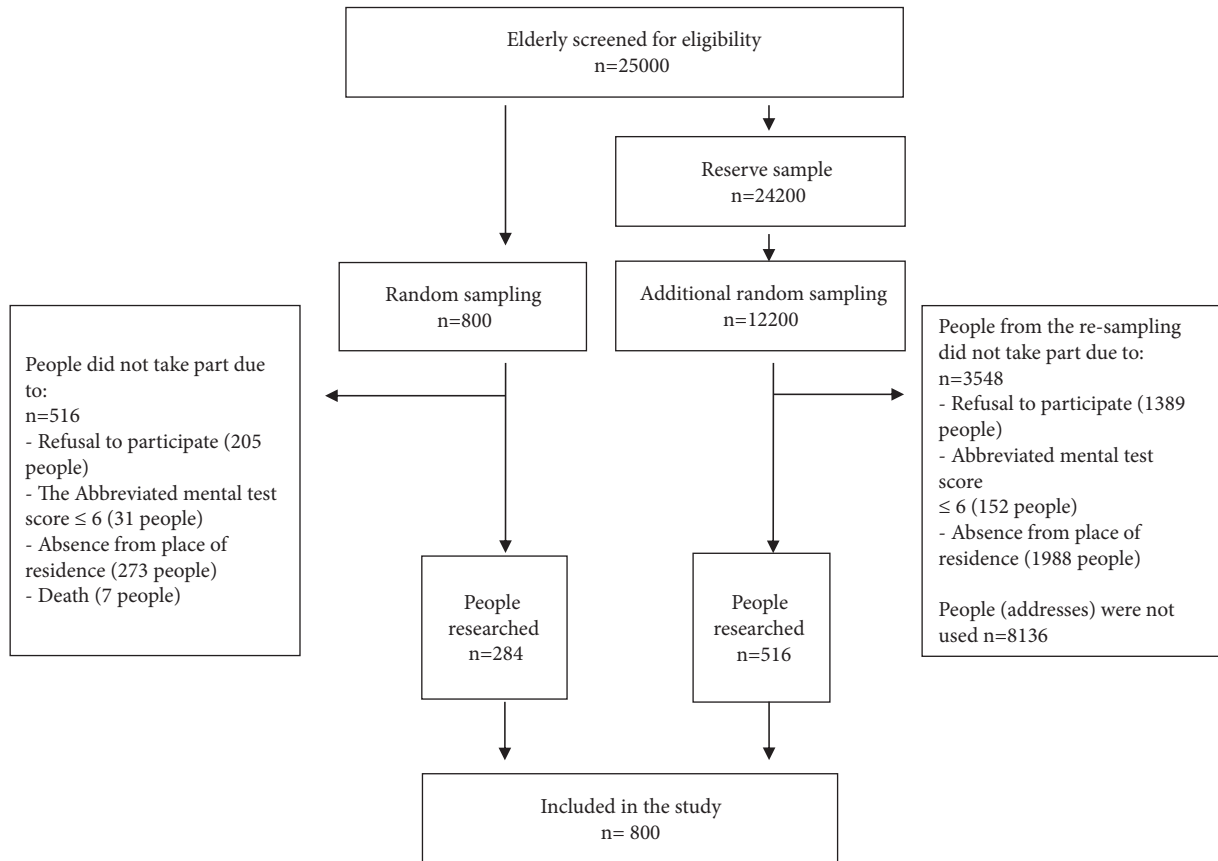 Elderly screened for eligibility
n=25000
Reserve sample
n=24200
Random sampling
n=800
Additional random sampling
n=12200
People did not take part due
to:
n=516
- Refusal to participate (205
people)
- The Abbreviated mental test
score ≤ 6 (31 people)
- Absence from place of
residence (273 people)
- Death (7 people)
People from the re-sampling
did not take part due to:
n=3548
- Refusal to participate (1389
people)
- Abbreviated mental test
score
≤ 6 (152 people)
- Absence from place of
residence (1988 people)
People (addresses) were not
used n=8136
People
researched
n=284
People
researched
n=516
Included in the study
n= 800